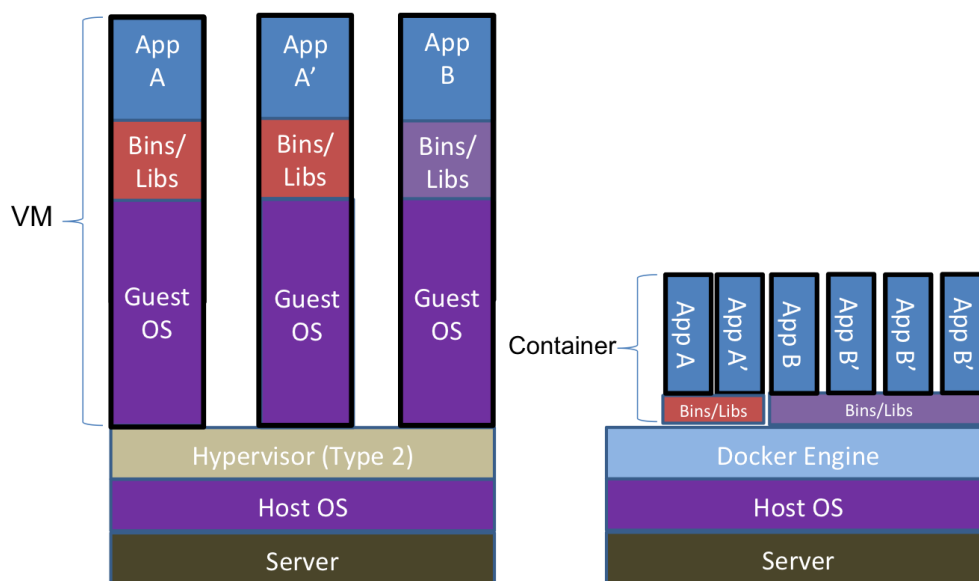 App
A
App
A’
App
B
Bins/
Libs
Bins/
Libs
Bins/
Libs
VM
Guest
OS
Guest
OS
Guest
OS
Hypervisor (Type 2)
Host OS
Server
Container
App A
App A’
App B
App B’
App B’
App B’
Bins/Libs
Bins/Libs
Docker Engine
Host OS
Server